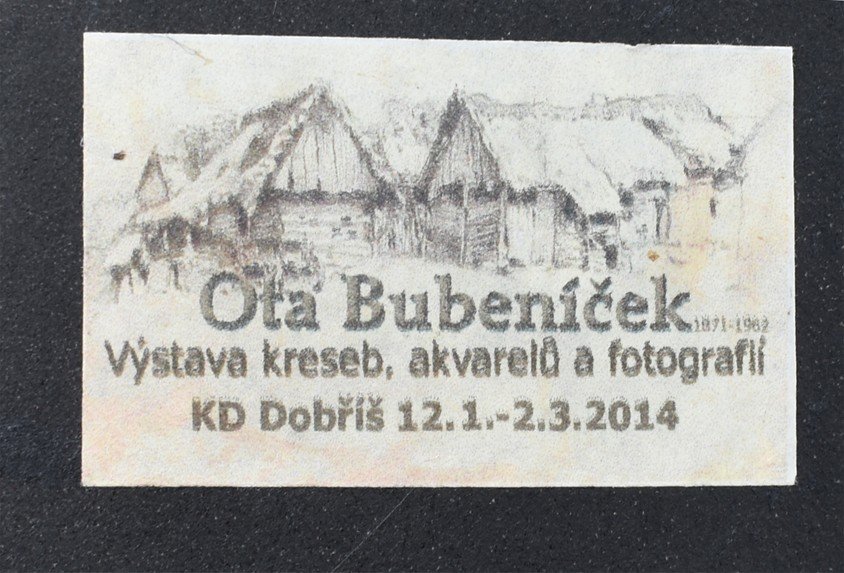 Ota Bubeníček 1871-1962
Výstava kreseb, akvarelů a fotografií
KD Dobříš 12.1.-2.3.2014